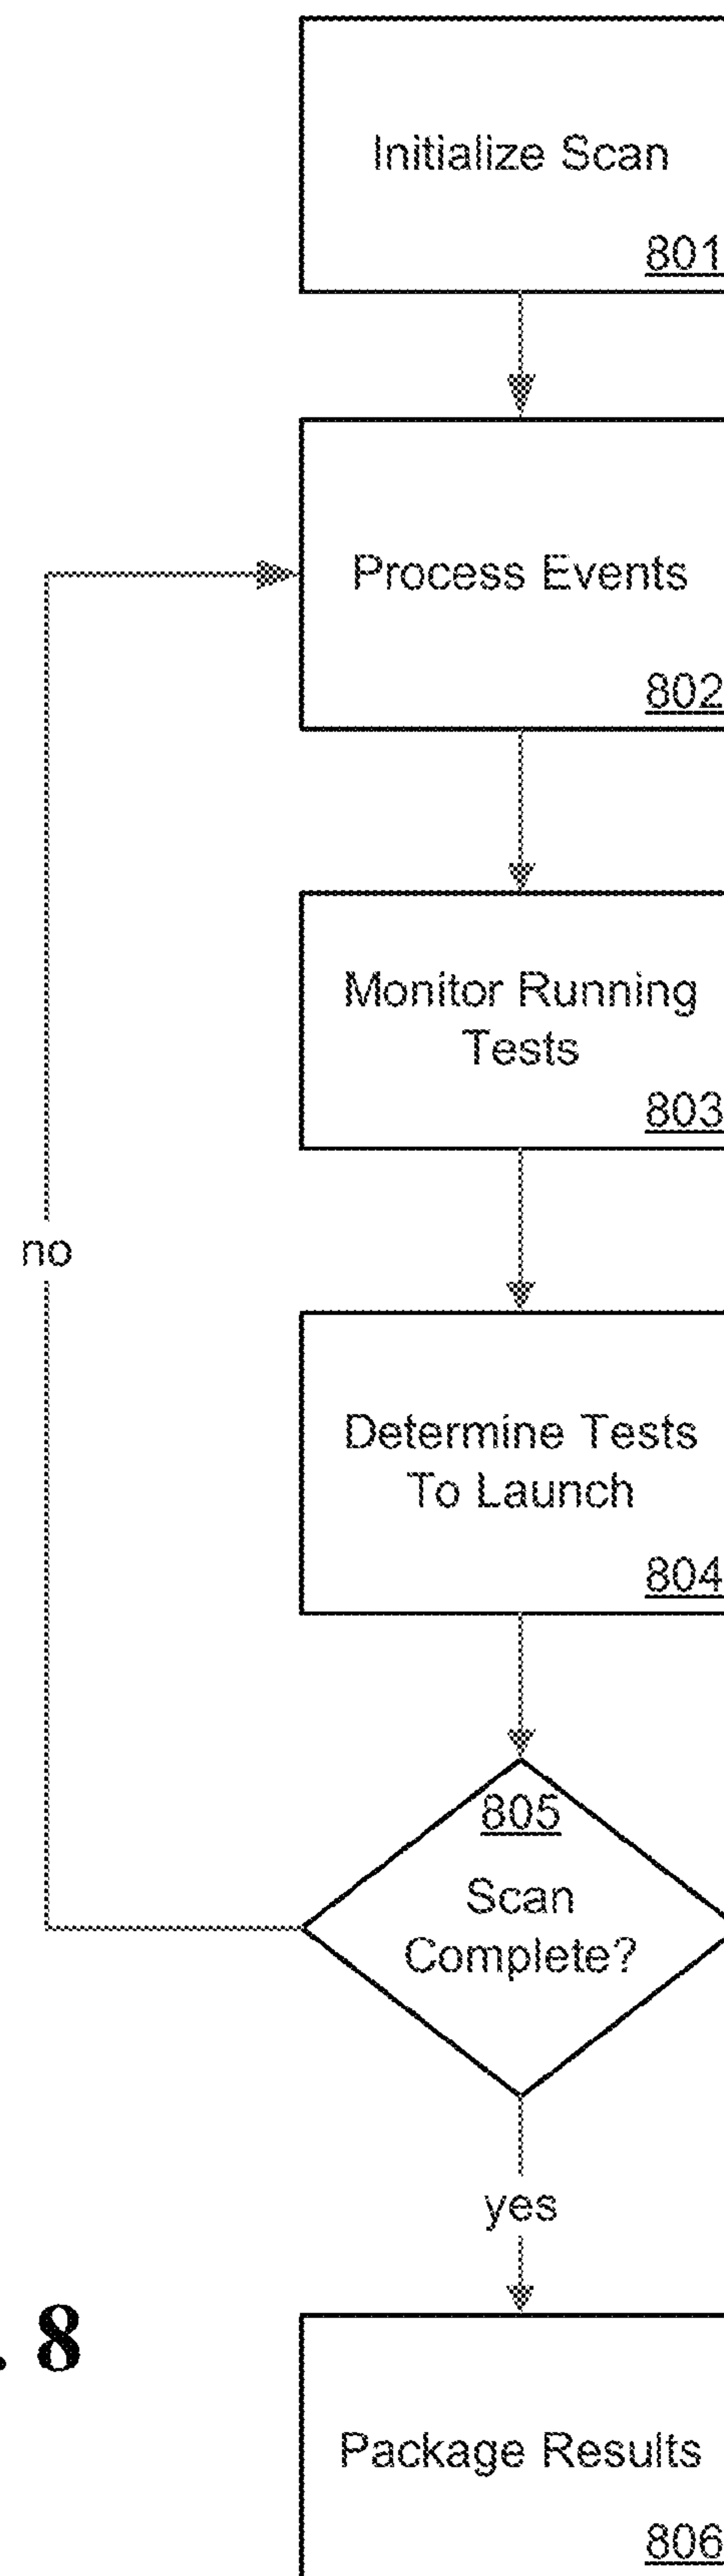 Initialize Scan
801
Process Events
802
Monitor Running
Tests
803
no
Determine Tests
To Launch
804
805
Scan
Complete?
yes
. 8
Package Results
806